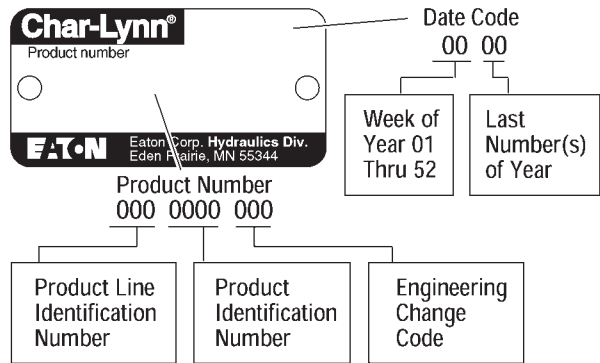 Char-Lynn®
Product number
EATON
Eaton Corp. Hydraulics Div.
Eden Prairie, MN 55344
Date Code
00 00
Week of
Year 01
Thru 52
Last
Number(s)
of Year
Product Number
000 0000 000
Product Line
Identification
Number
Product
Identification
Number
Engineering
Change
Code